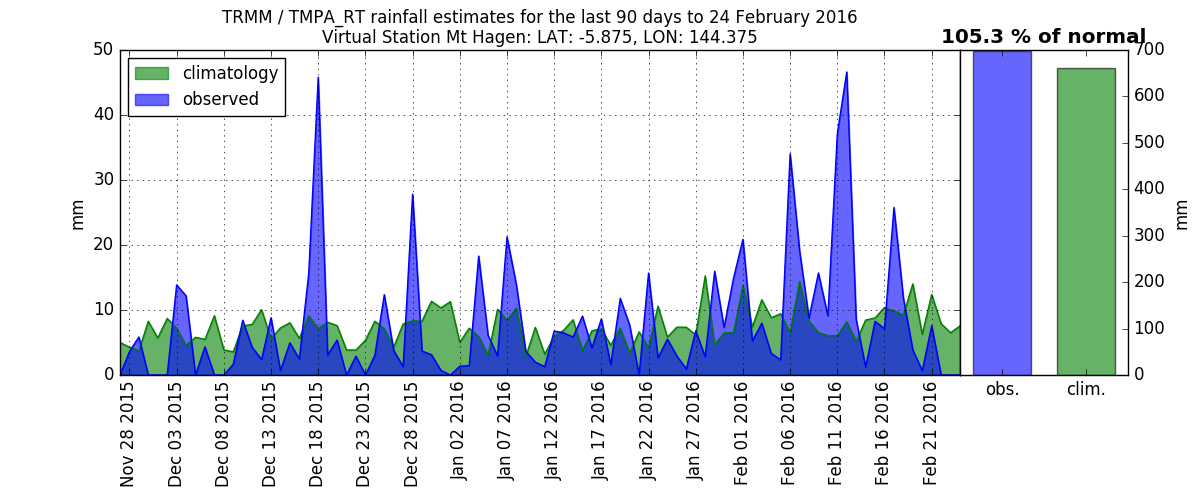 TRMM / TMPA_RT rainfall estimates for the last 90 days to 24 February 2016
Virtual Station Mt Hagen: LAT: -5.875, LON: 144.375
105.3 % of normal
climatology
observed
50
40
30
20
10
0
mm
Nov 28 2015
Dec 03 2015
Dec 08 2015
Dec 13 2015
Dec 18 2015
Dec 23 2015
Dec 28 2015
Jan 02 2016
Jan 07 2016
Jan 12 2016
Jan 17 2016
Jan 22 2016
Jan 27 2016
Feb 01 2016
Feb 06 2016
Feb 11 2016
Feb 16 2016
Feb 21 2016
700
600
500
400
300
200
100
0
mm
obs.
clim.